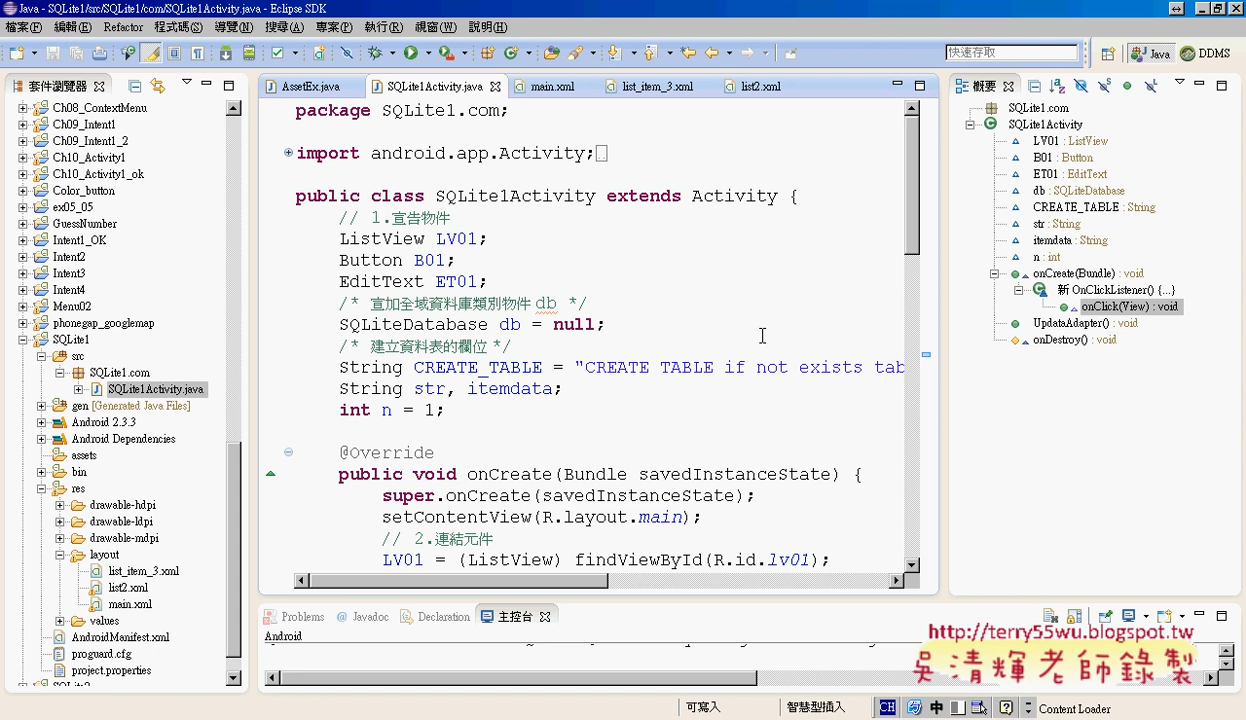 Java - SQLite1/src/SQLite1/com/SQLite1Activity.java - Eclipse SDK
檔案(F) 編輯(E) Refactor 程式碼(S) 導覽(N) 搜尋(A) 專案(P) 執行(R) 視窗(W) 說明(H)
快速存取
Java
DDMS
套件瀏覽器
Ch08_ContextMenu
Ch09_Intent1
Ch09_Intent1_2
Ch10_Activity1
Ch10_Activity1_ok
Color_button
ex05_05
GuessNumber
Intent1_OK
Intent2
Intent3
Intent4
Menu02
phonegap_googlemap
SQLite1
src
SQLite1.com
SQLite1Activity.java
gen [Generated Java Files]
Android 2.3.3
Android Dependencies
assets
bin
res
drawable-hdpi
drawable-ldpi
drawable-mdpi
layout
list_item_3.xml
list2.xml
main.xml
values
AndroidManifest.xml
proguard.cfg
project.properties
AssetEx.java
SQLite1Activity.java
main.xml
list_item_3.xml
list2.xml
package SQLite1.com;
import android.app.Activity;
public class SQLite1Activity extends Activity {
// 1.宣告物件
ListView LV01;
Button B01;
EditText ET01;
/* 宣加全域資料庫類別物件 db */
SQLiteDatabase db = null;
/* 建立資料表的欄位 */
String CREATE_TABLE = "CREATE TABLE if not exists tab
String str, itemdata;
int n = 1;
@Override
public void onCreate(Bundle savedInstanceState) {
super.onCreate(savedInstanceState);
setContentView(R.layout.main);
// 2.連結元件
LV01 = (ListView) findViewById(R.id.lv01);
概要
SQLite1.com
SQLite1Activity
LV01 : ListView
B01 : Button
ET01 : EditText
db : SQLiteDatabase
CREATE_TABLE : String
str : String
itemdata : String
n : int
onCreate(Bundle) : void
新 OnClickListener() {...}
onClick(View) : void
UpdataAdapter() : void
onDestroy() : void
Problems
@ Javadoc
Declaration
主控台
Android
http://terry55wu.blogspot.tw
吳清輝老師錄製
可寫入
智慧型插入
CH
中
Content Loader